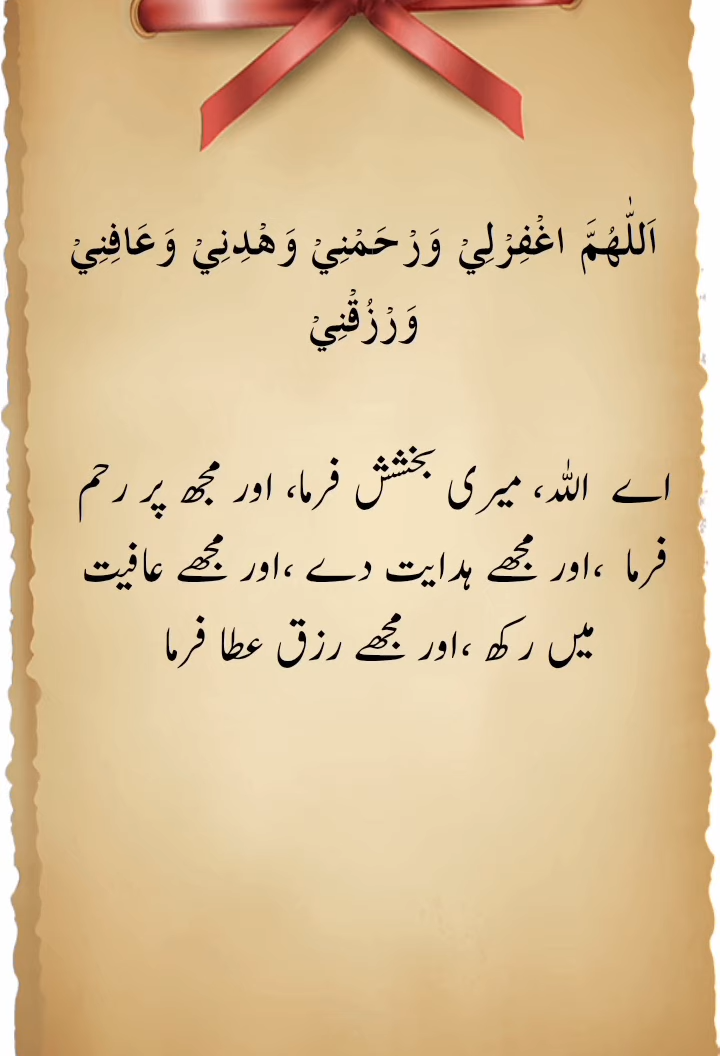 اَللّٰهُمَّ اغْفِرْلِيْ وَرْحَمْنِيْ وَهْدِنِيْ وَعَافِنِيْ
وَرْزُقْنِيْ
اے اللہ، میری بخشش فرما، اور مجھ پر رحم
فرما ،اور مجھے ہدایت دے ،اور مجھے عافیت
میں رکھ ،اور مجھے رزق عطا فرما